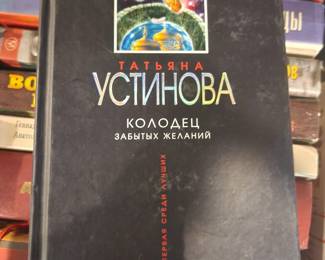 ТАТЬЯНА
УСТИНОВА
КОЛОДЕЦ
ЗАБЫТЫХ ЖЕЛАНИЙ
ПЕРВАЯ СРЕДИ ЛУЧШИХ